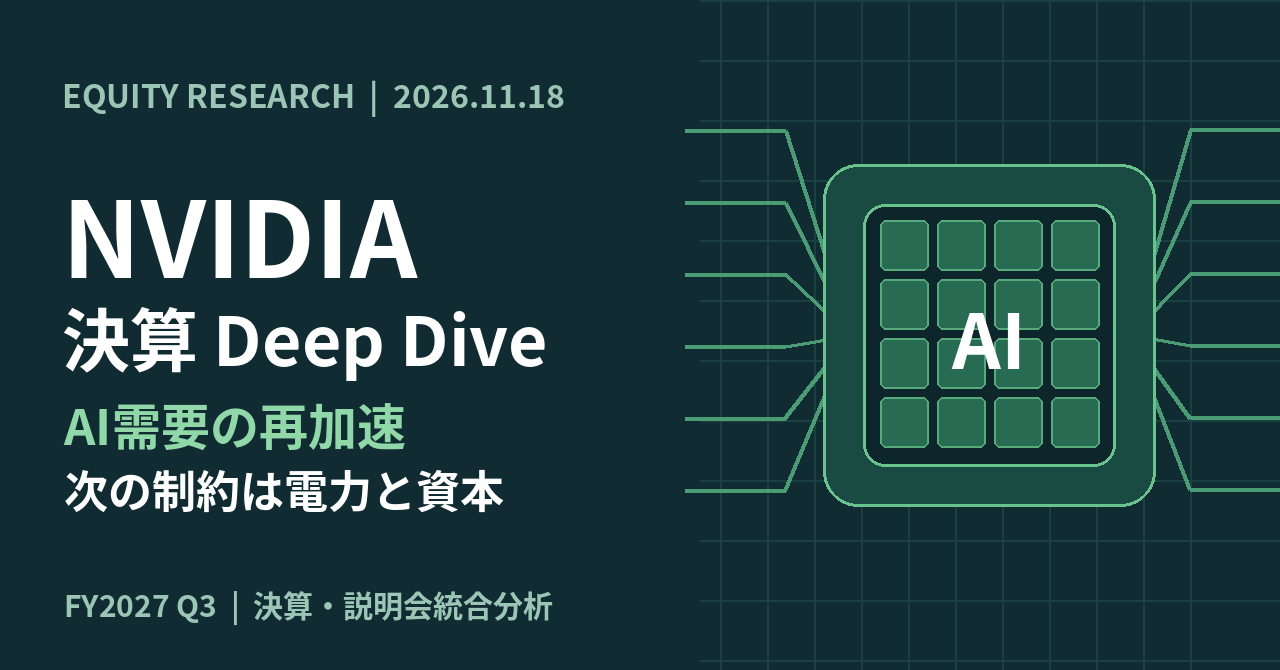 EQUITY RESEARCH | 2026.11.18
NVIDIA
決算 Deep Dive
AI需要の再加速
次の制約は電力と資本
FY2027 Q3 | 決算・説明会統合分析
AI